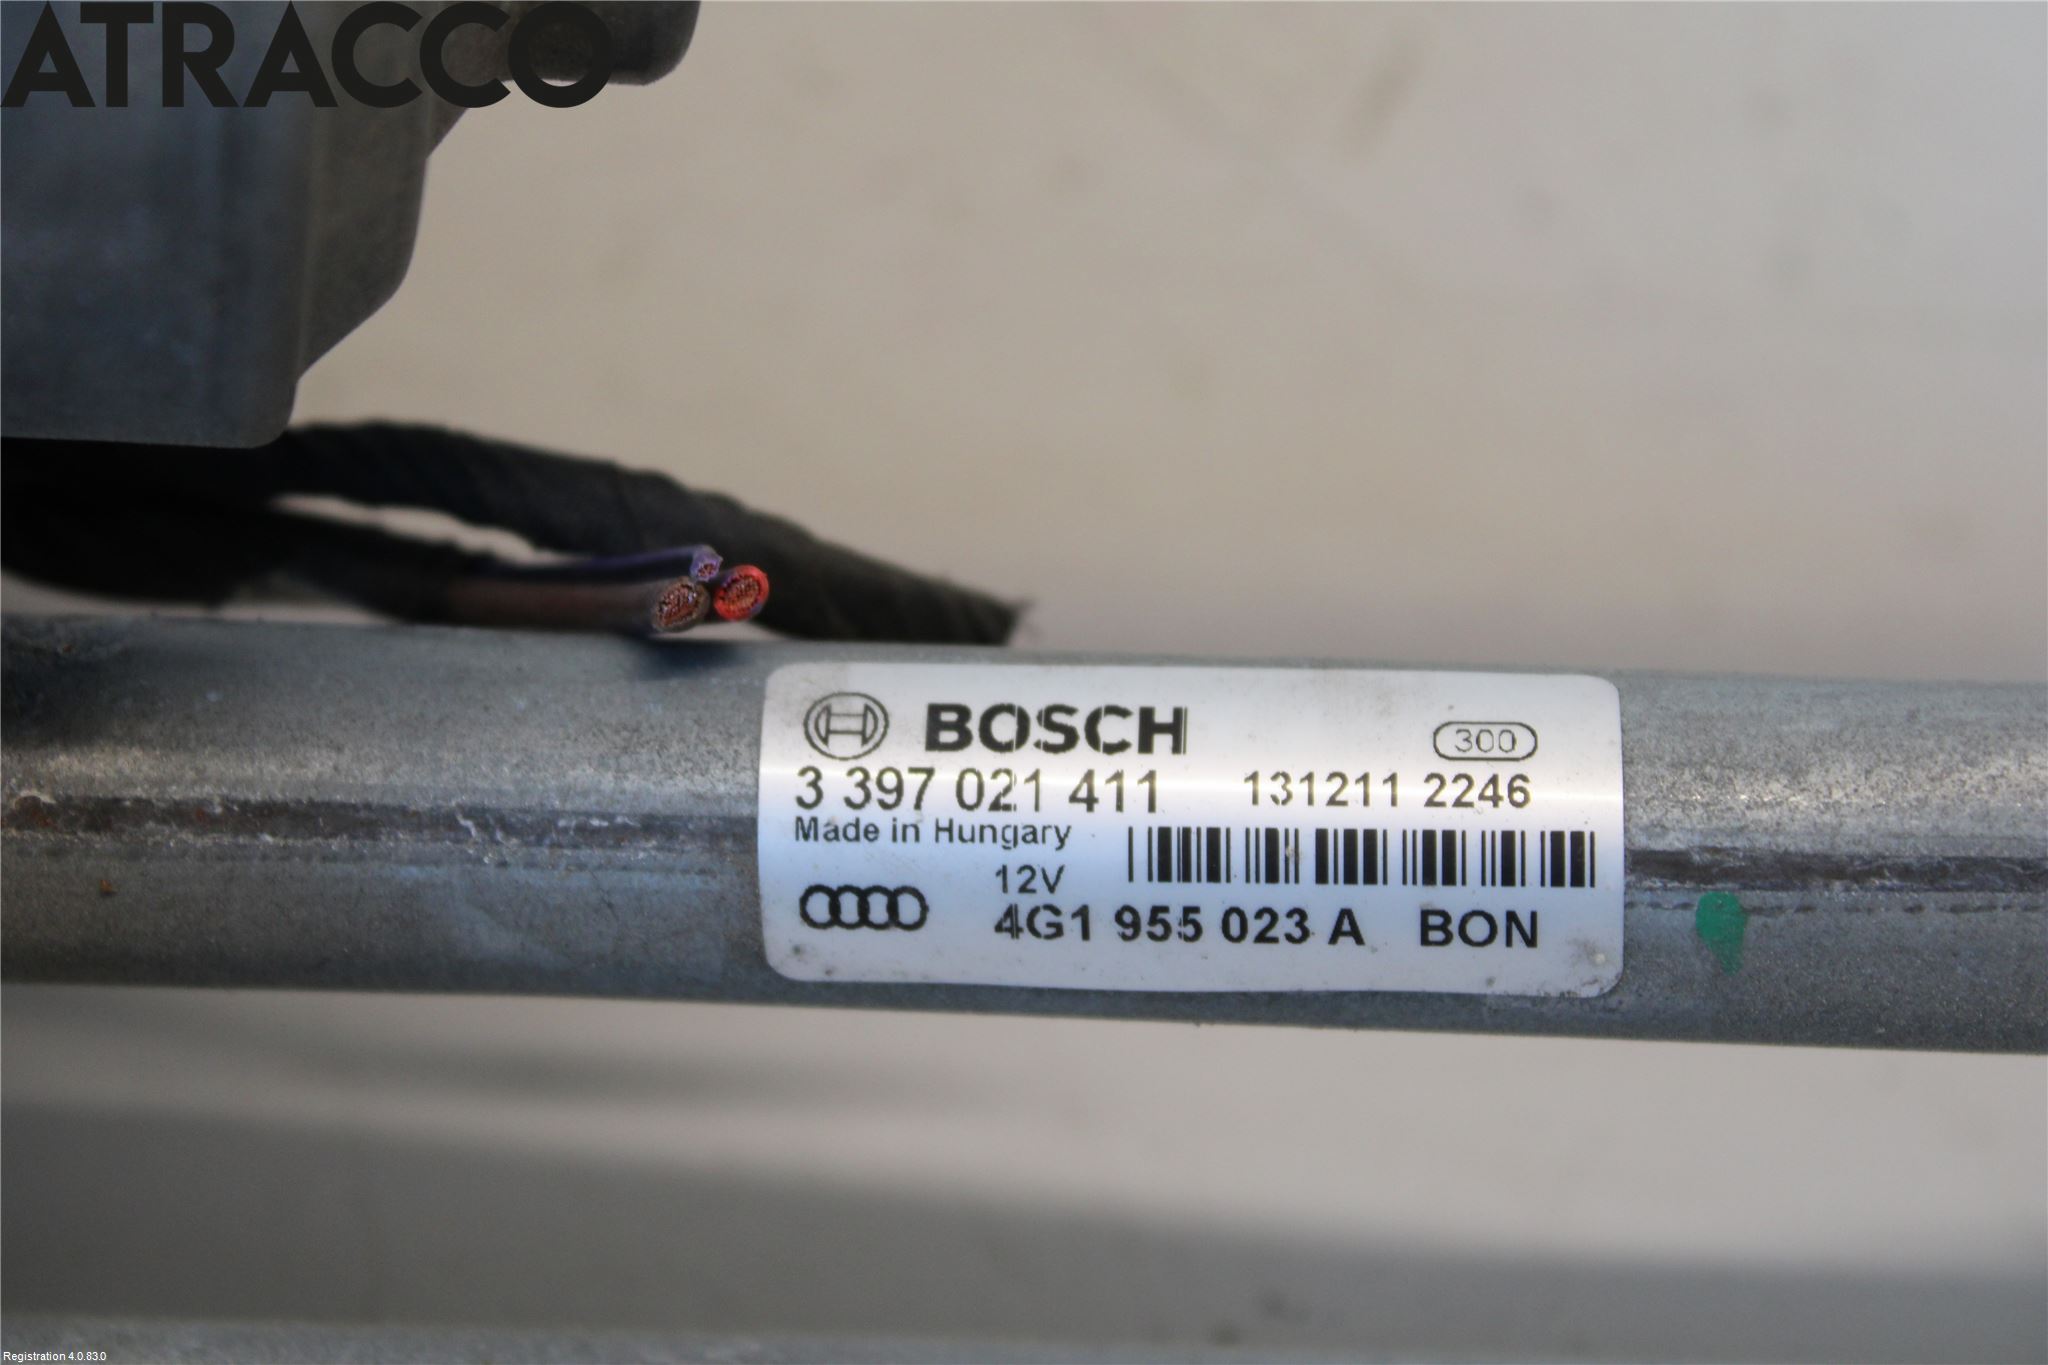 ATRACCO
BOSCH 300
3 397 021 411 131211 2246
Made in Hungary
12V
4G1 955 023 A BON
Registration 4.0.83.0